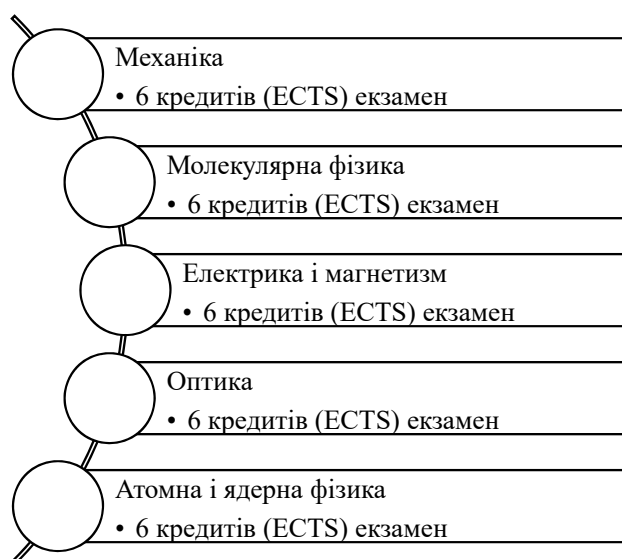 Механіка
• 6 кредитів (ECTS) екзамен
Молекулярна фізика
• 6 кредитів (ECTS) екзамен
Електрика і магнетизм
• 6 кредитів (ECTS) екзамен
Оптика
• 6 кредитів (ECTS) екзамен
Атомна і ядерна фізика
• 6 кредитів (ECTS) екзамен